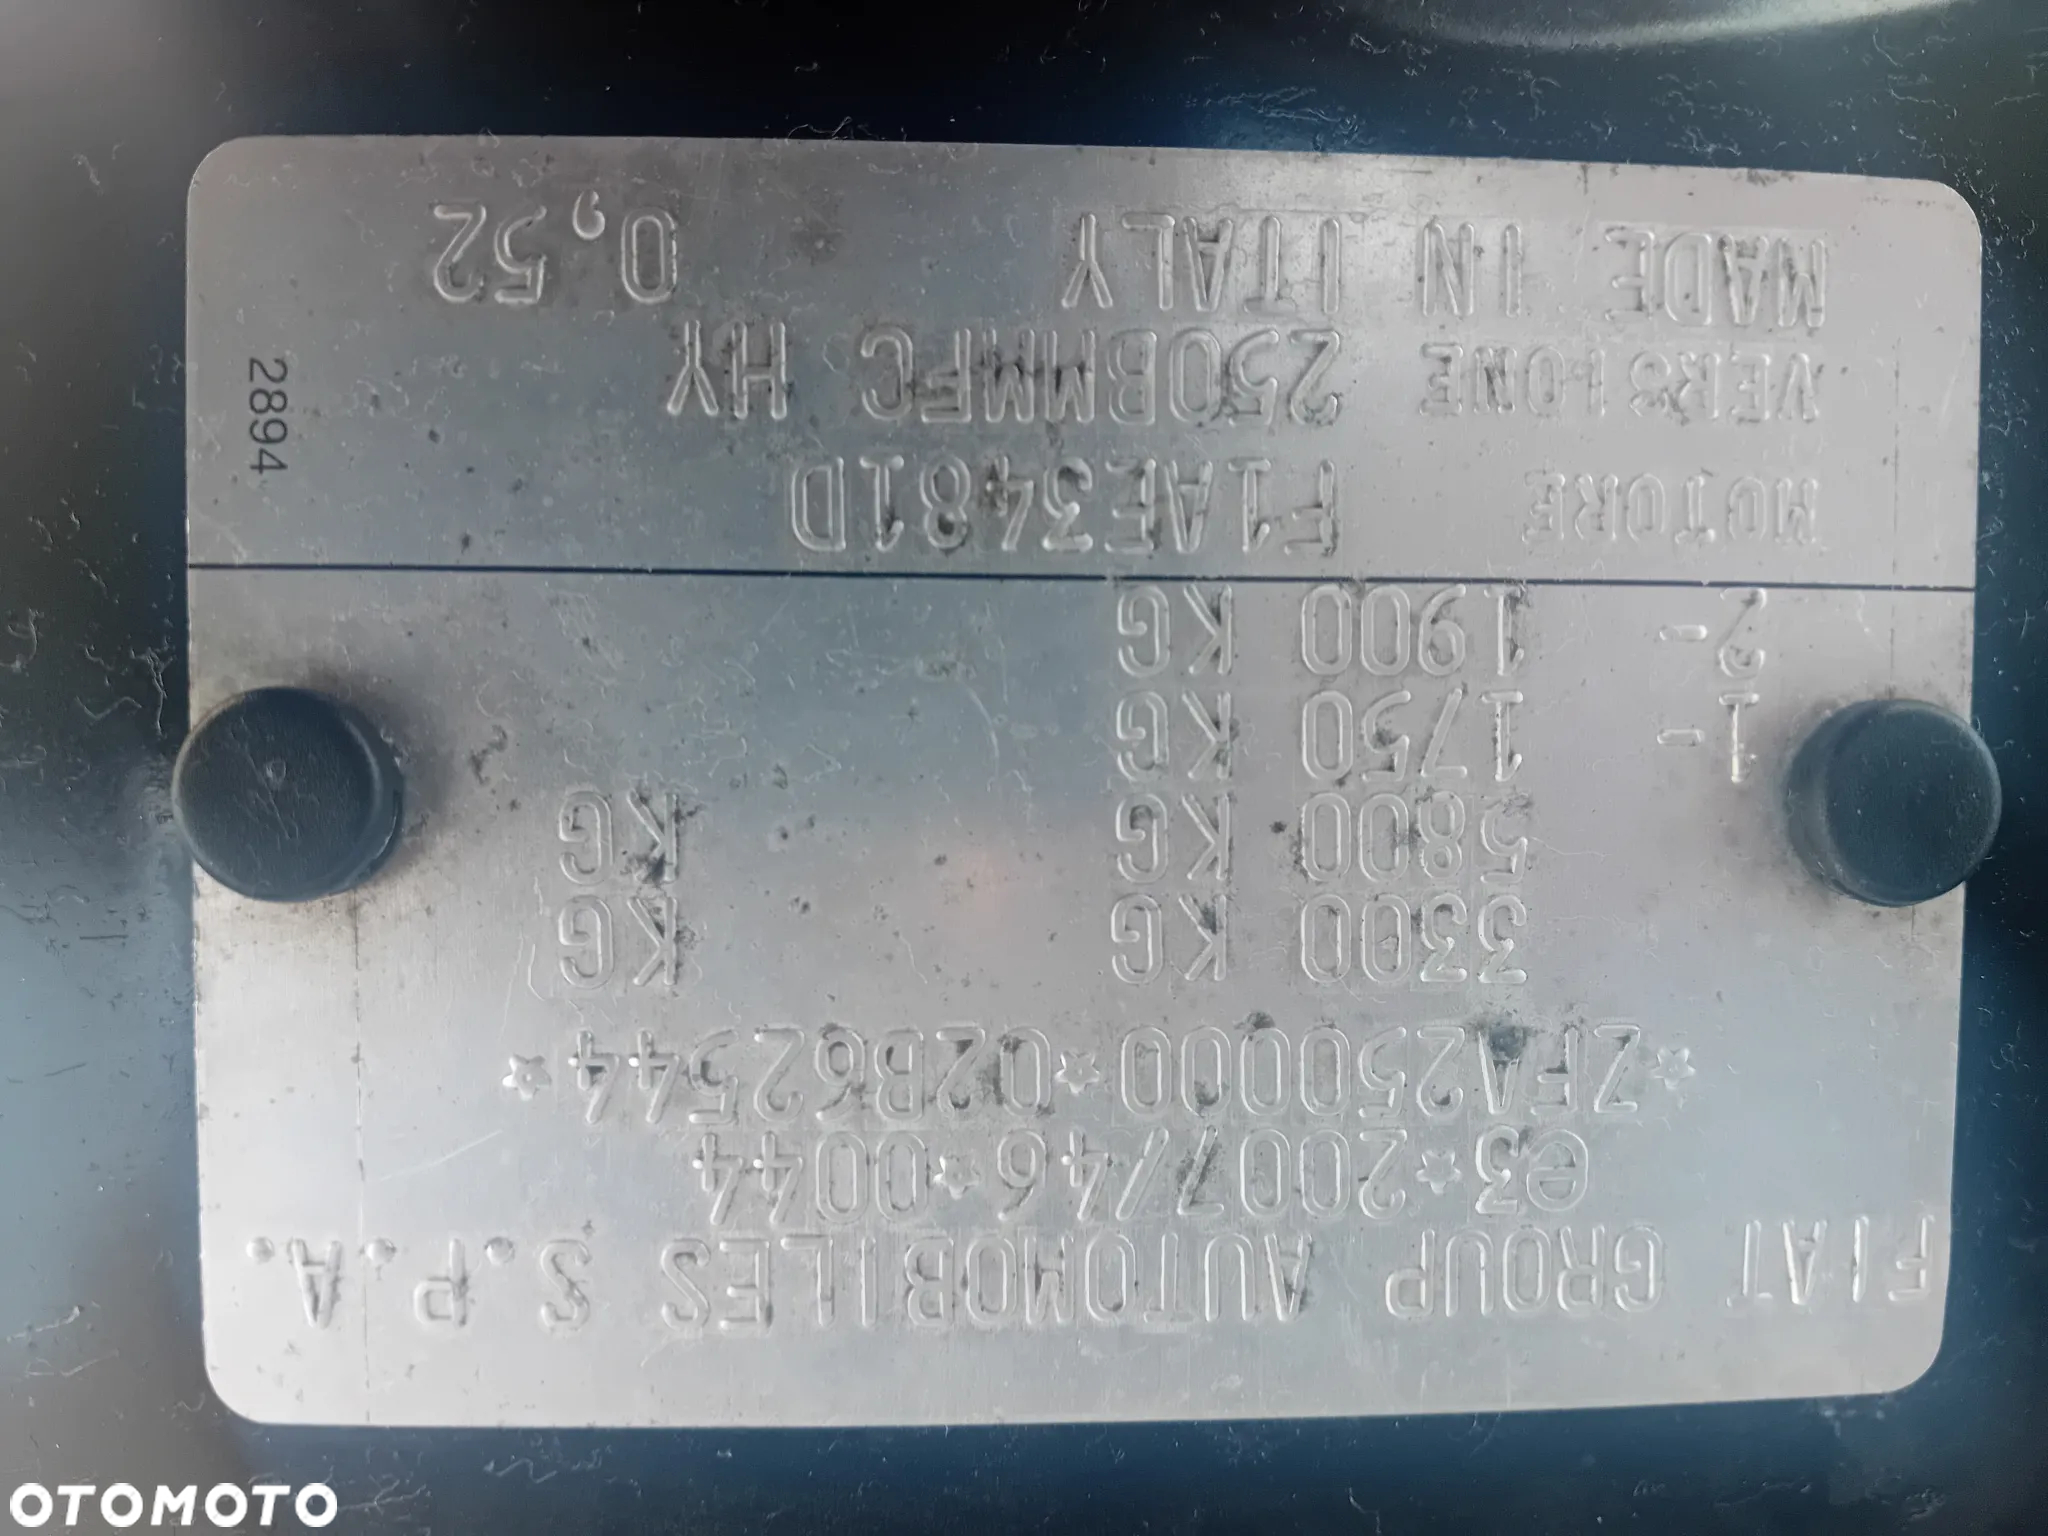 FIAT GROUP AUTOMOBILES S.P.A.
e3*2007/46*0044
*ZFA250000*02B62544*
3300 KG KG
5800 KG KG
1- 1750 KG
2- 1900 KG
MOTORE F1AE3481D
VERSIONE 250BMMFC HY
MADE IN ITALY 0,52
2894
OTOMOTO